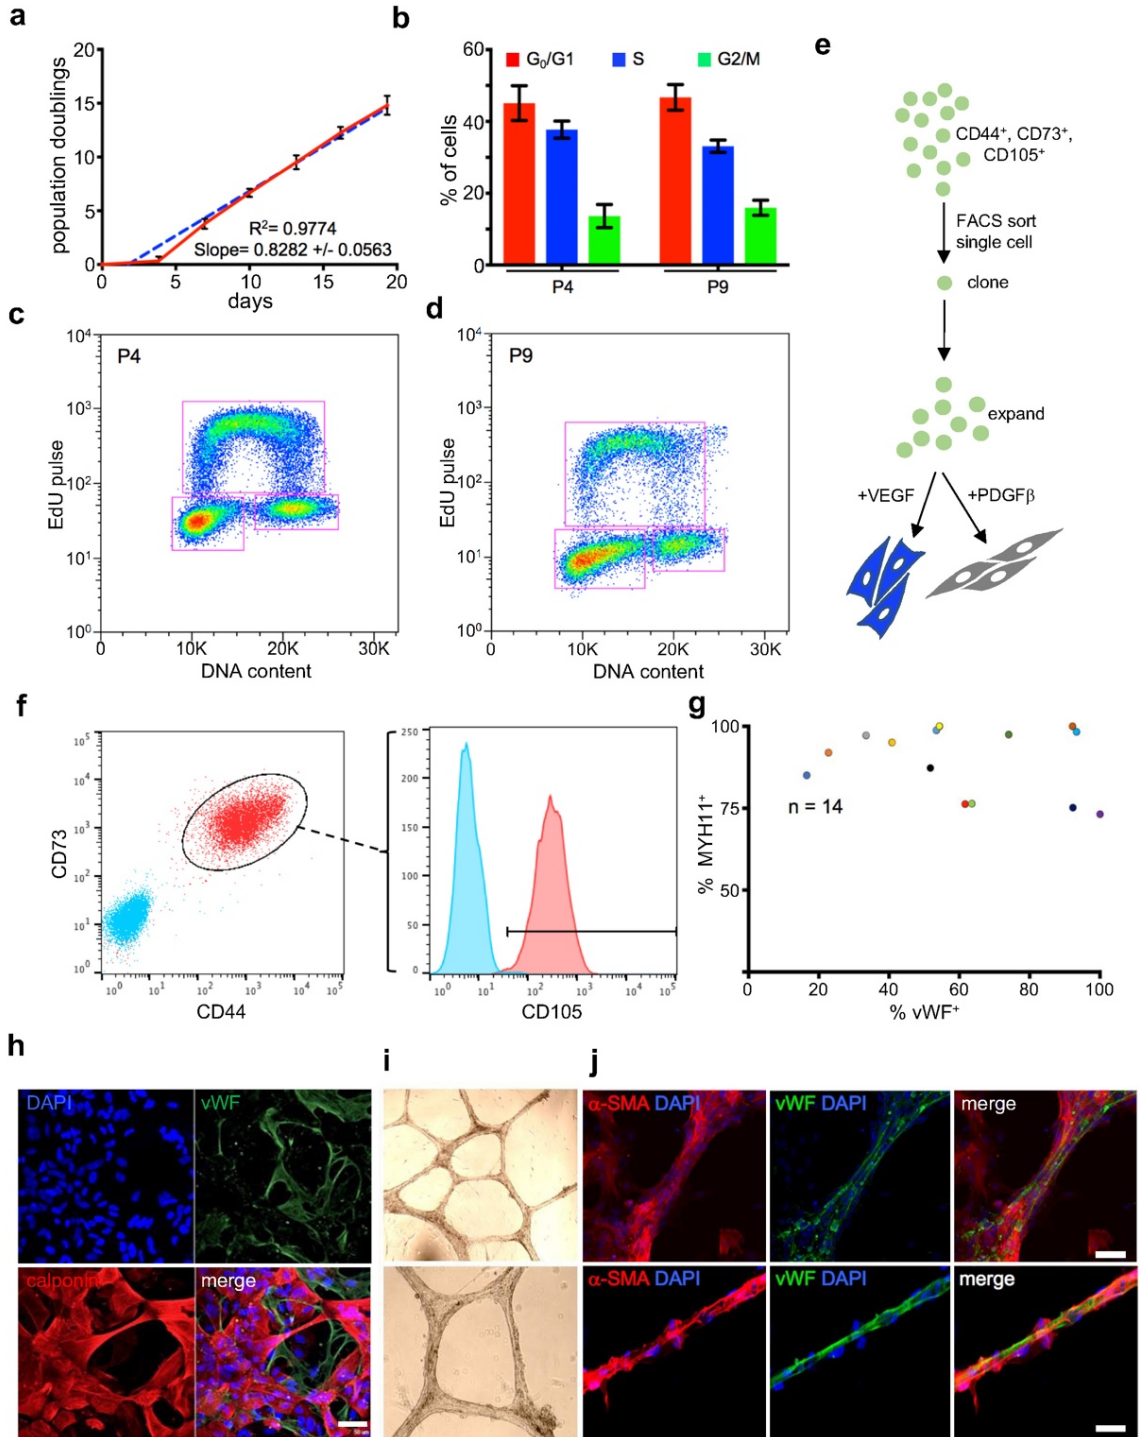 a
20
15
10
5
0
population doublings
R²= 0.9774
Slope= 0.8282 +/- 0.0563
0 5 10 15 20
days
b
60
40
20
0
% of cells
G₀/G1 S G2/M
P4 P9
c
10⁴
10³
10²
10¹
10⁰
EdU pulse
P4
0 10K 20K 30K
DNA content
d
10⁴
10³
10²
10¹
10⁰
EdU pulse
P9
0 10K 20K 30K
DNA content
e
CD44⁺, CD73⁺,
CD105⁺
FACS sort
single cell
clone
expand
+VEGF +PDGFβ
f
10⁵
10⁴
10³
10²
10¹
10⁰
CD73
10⁰ 10¹ 10² 10³ 10⁴ 10⁵
CD44
250
200
150
100
50
0
10⁰ 10¹ 10² 10³ 10⁴ 10⁵
CD105
g
100
75
50
% MYH11⁺
n = 14
0 20 40 60 80 100
% vWF⁺
h
DAPI vWF
calponin merge
i
j
α-SMA DAPI vWF DAPI merge
α-SMA DAPI vWF DAPI merge